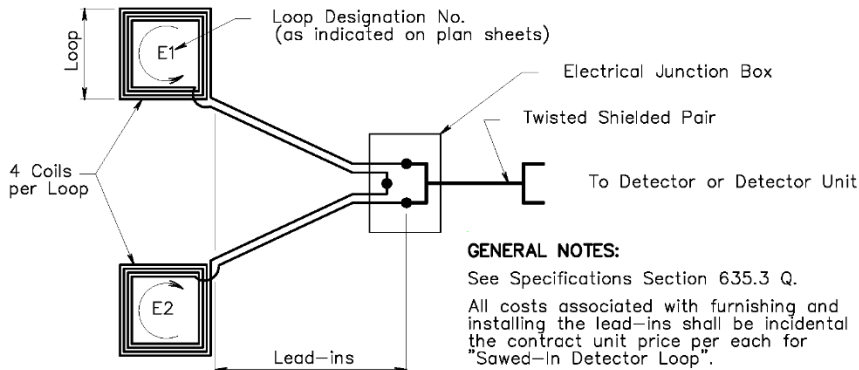 Loop Designation No.
(as indicated on plan sheets)
Loop
E1
Electrical Junction Box
Twisted Shielded Pair
4 Coils
per Loop
To Detector or Detector Unit
E2
Lead-ins
GENERAL NOTES:
See Specifications Section 635.3 Q.
All costs associated with furnishing and
installing the lead-ins shall be incidental
the contract unit price per each for
"Sawed-In Detector Loop".